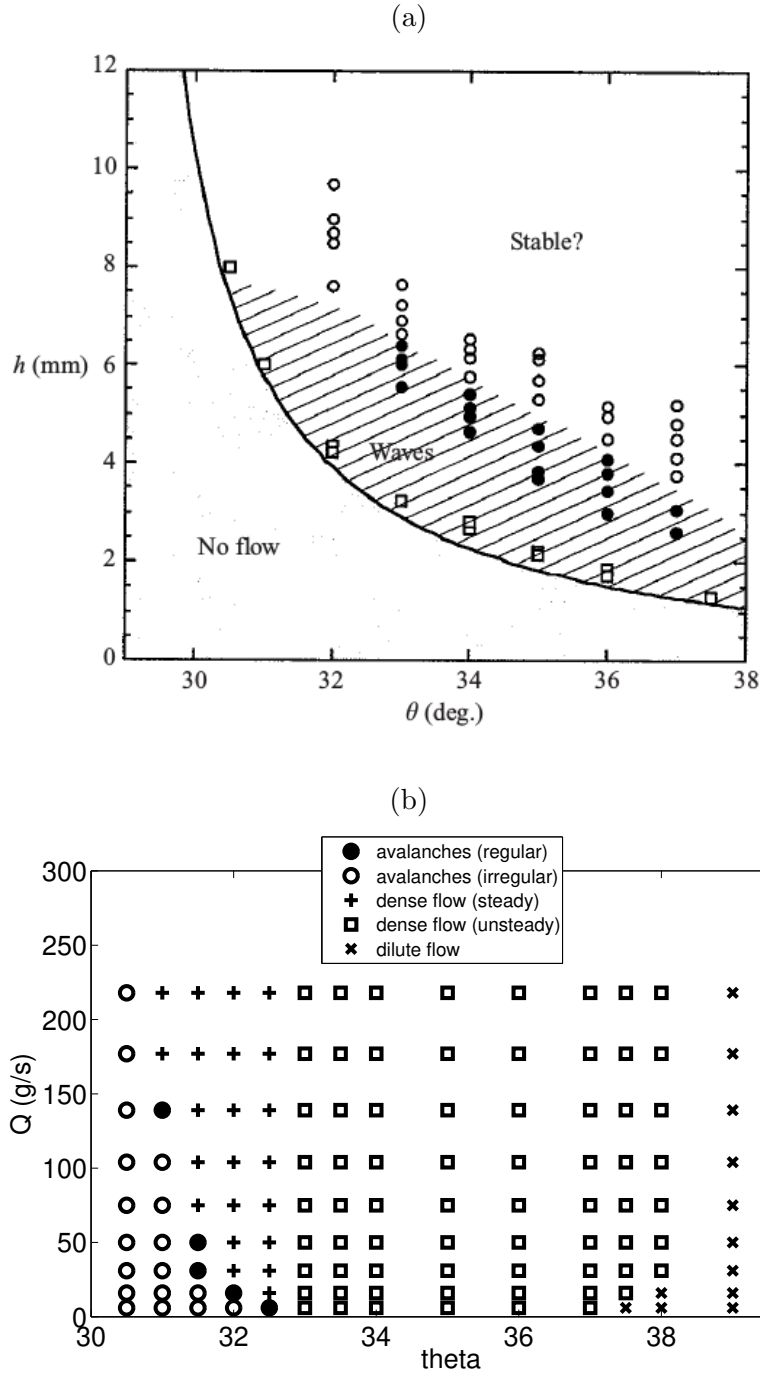 (a)
12
10
8
6
4
2
0
h (mm)
Stable?
Waves
No flow
30 32 34 36 38
θ (deg.)
(b)
avalanches (regular)
avalanches (irregular)
dense flow (steady)
dense flow (unsteady)
dilute flow
300
250
200
150
100
50
0
Q (g/s)
30 32 34 36 38
theta